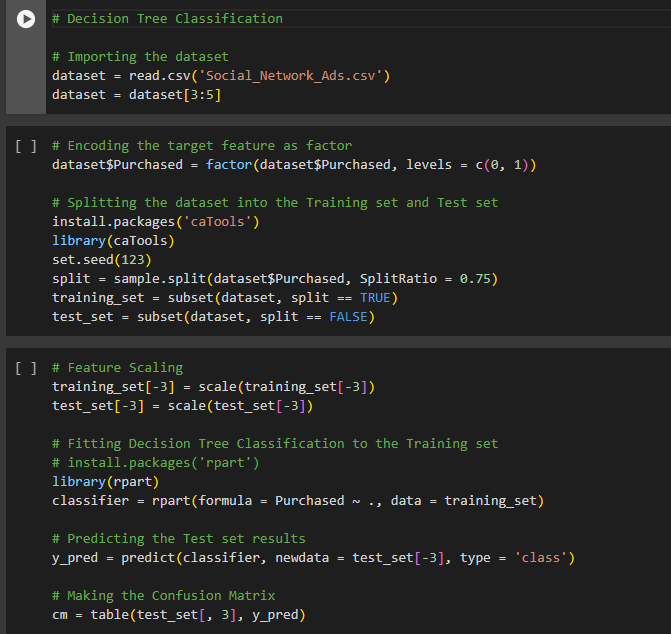 # Decision Tree Classification
# Importing the dataset
dataset = read.csv('Social_Network_Ads.csv')
dataset = dataset[3:5]
[ ] # Encoding the target feature as factor
dataset$Purchased = factor(dataset$Purchased, levels = c(0, 1))
# Splitting the dataset into the Training set and Test set
install.packages('caTools')
library(caTools)
set.seed(123)
split = sample.split(dataset$Purchased, SplitRatio = 0.75)
training_set = subset(dataset, split == TRUE)
test_set = subset(dataset, split == FALSE)
[ ] # Feature Scaling
training_set[-3] = scale(training_set[-3])
test_set[-3] = scale(test_set[-3])
# Fitting Decision Tree Classification to the Training set
# install.packages('rpart')
library(rpart)
classifier = rpart(formula = Purchased ~ ., data = training_set)
# Predicting the Test set results
y_pred = predict(classifier, newdata = test_set[-3], type = 'class')
# Making the Confusion Matrix
cm = table(test_set[, 3], y_pred)